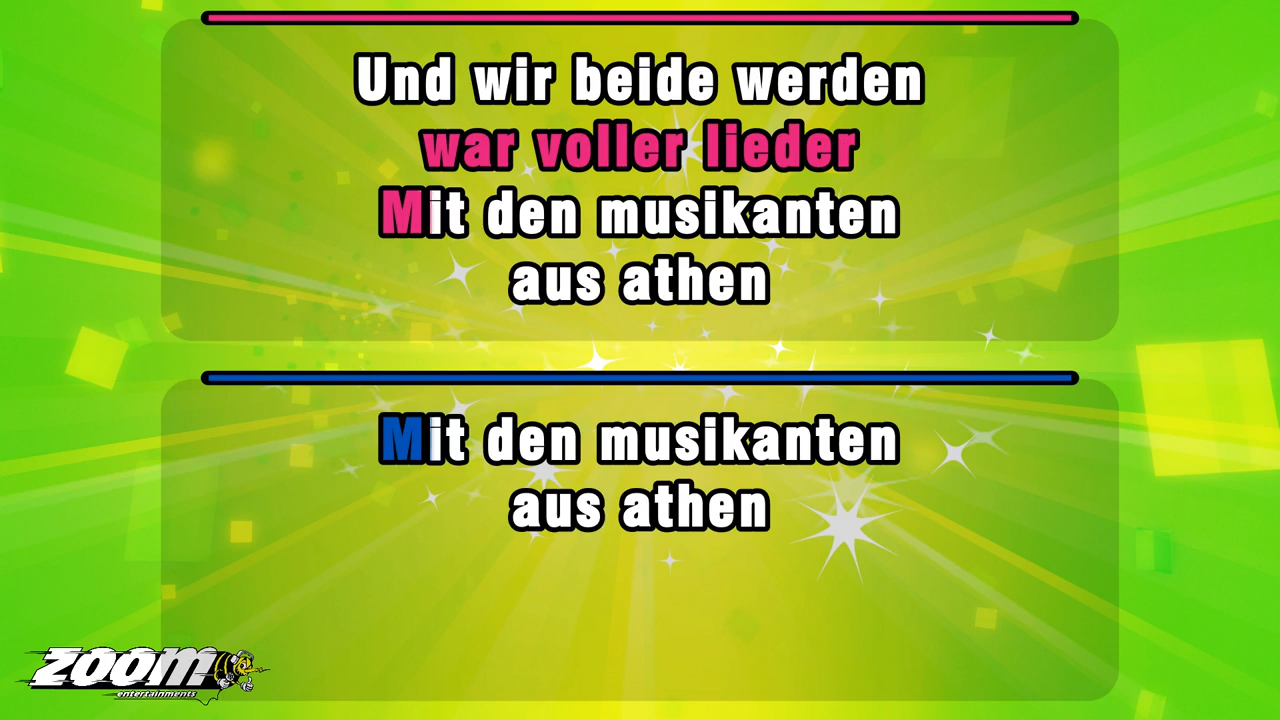 Und wir beide werden
war voller lieder
Mit den musikanten
aus athen
Mit den musikanten
aus athen
zoom
entertainments